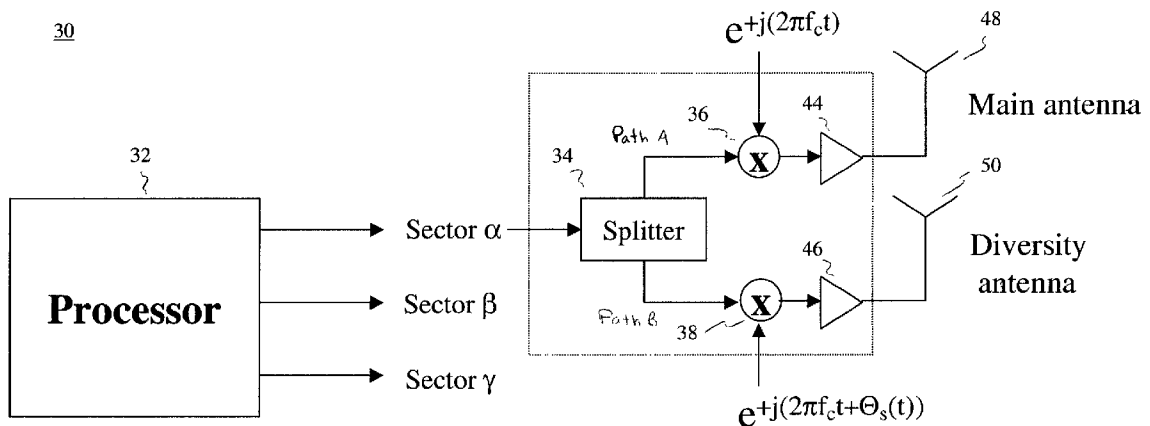 30
e+j(2πfct)
48
44
Main antenna
36
Path A
X
32
34
50
Sector α
Splitter
46
Diversity
antenna
Processor
Sector β
X
Path B
38
Sector γ
e+j(2πfct+Θs(t))